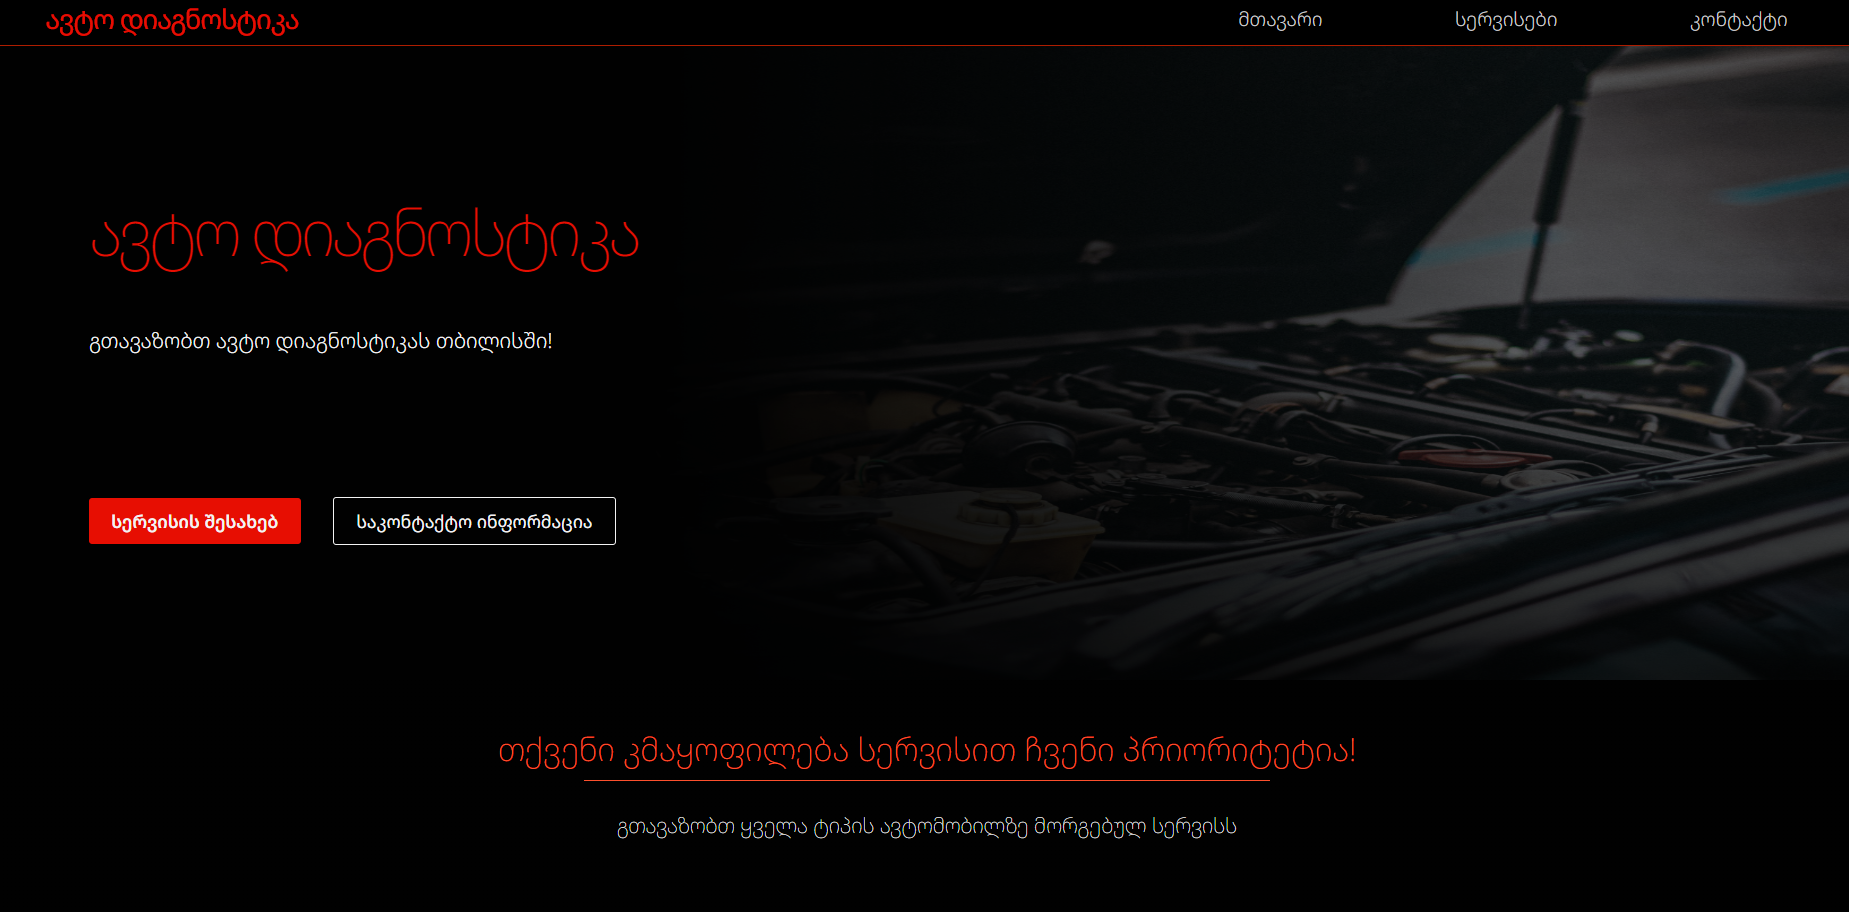 ავტო დიაგნოსტიკა
მთავარი სერვისები კონტაქტი
ავტო დიაგნოსტიკა
გთავაზობთ ავტო დიაგნოსტიკას თბილისში!
სერვისის შესახებ საკონტაქტო ინფორმაცია
თქვენი კმაყოფილება სერვისით ჩვენი პრიორიტეტია!
გთავაზობთ ყველა ტიპის ავტომობილზე მორგებულ სერვისს